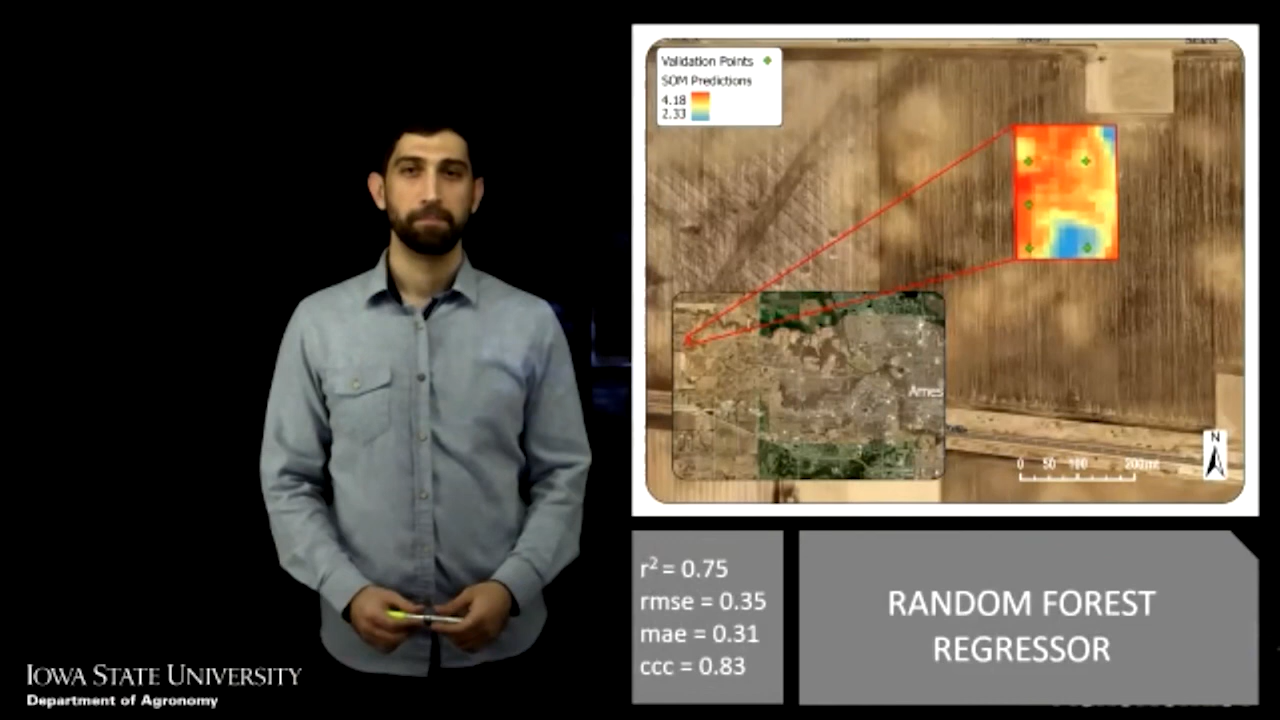 Validation Points
SOM Predictions
4.18
2.33
Ames
N
0 50 100 200mt
r² = 0.75
rmse = 0.35
mae = 0.31
ccc = 0.83
RANDOM FOREST
REGRESSOR
IOWA STATE UNIVERSITY
Department of Agronomy